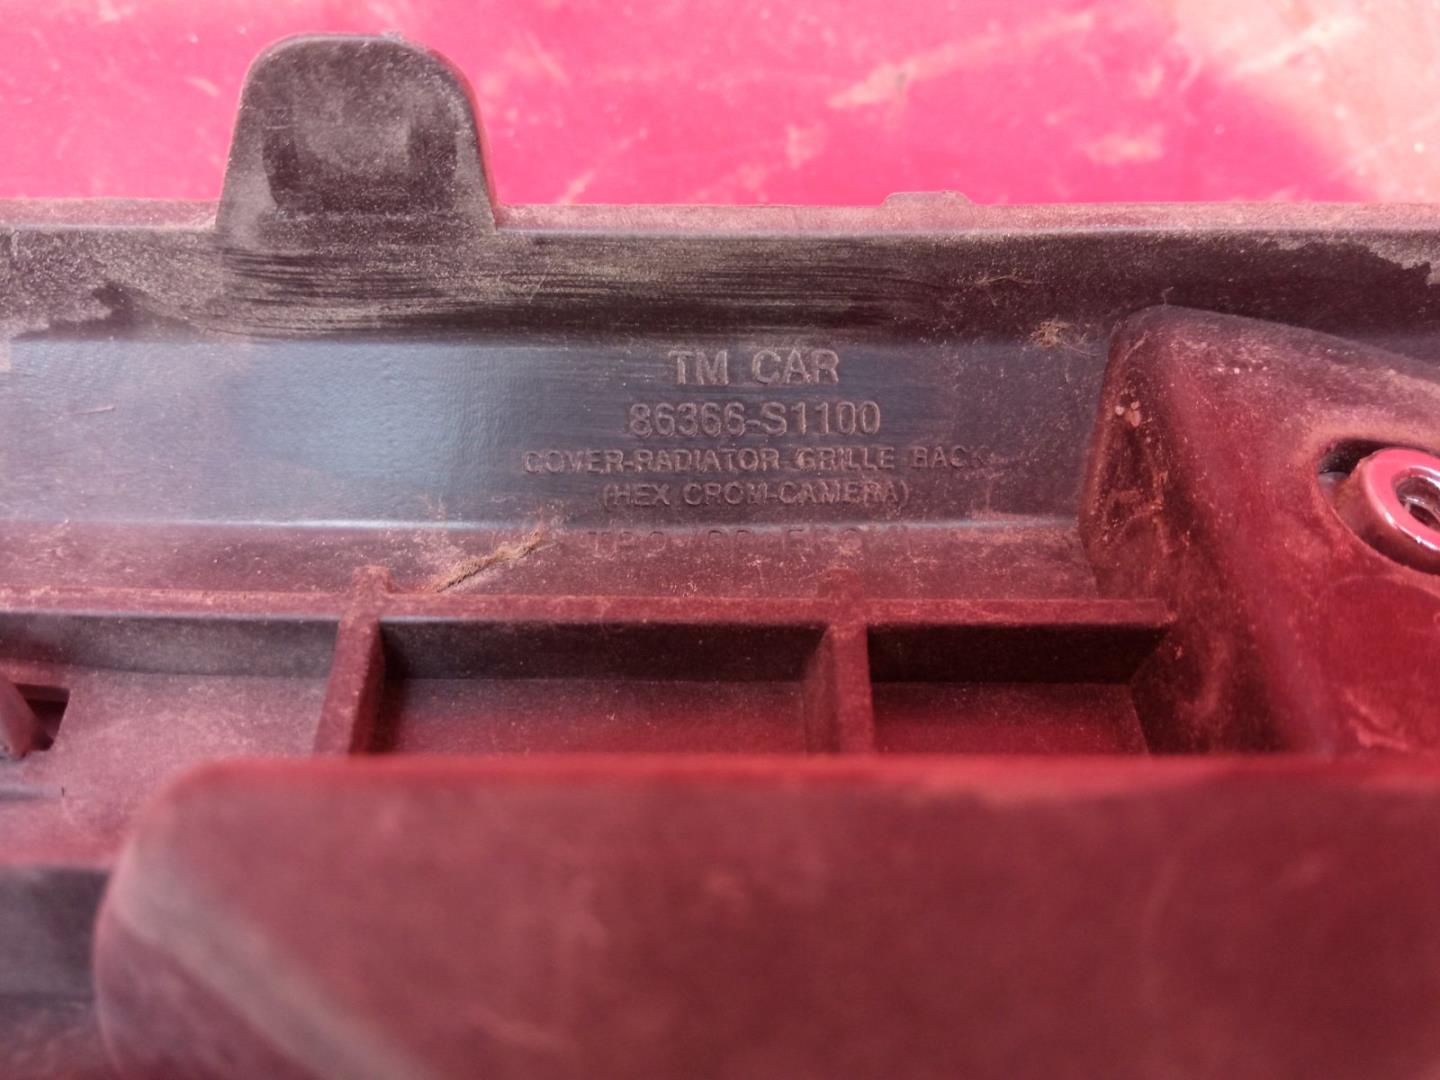 TM CAR
86366-S1100
COVER-RADIATOR GRILLE BACK
(HEX CROM-CAMERA)